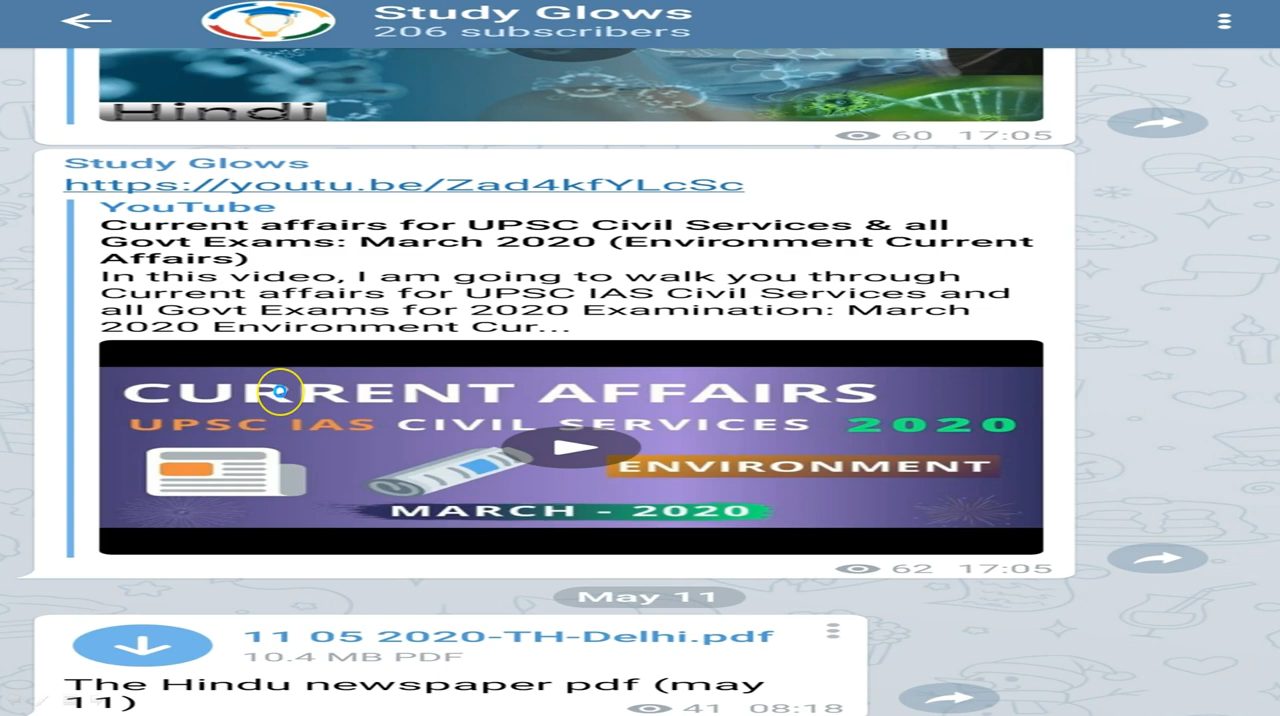 Study Glows
206 subscribers
Hindi
60 17:05
Study Glows
https://youtu.be/Zad4kfYLcSc
YouTube
Current affairs for UPSC Civil Services & all
Govt Exams: March 2020 (Environment Current
Affairs)
In this video, I am going to walk you through
Current affairs for UPSC IAS Civil Services and
all Govt Exams for 2020 Examination: March
2020 Environment Cur...
CURRENT AFFAIRS
UPSC IAS CIVIL SERVICES 2020
ENVIRONMENT
MARCH - 2020
62 17:05
May 11
11 05 2020-TH-Delhi.pdf
10.4 MB PDF
The Hindu newspaper pdf (may
11)
41 08:18